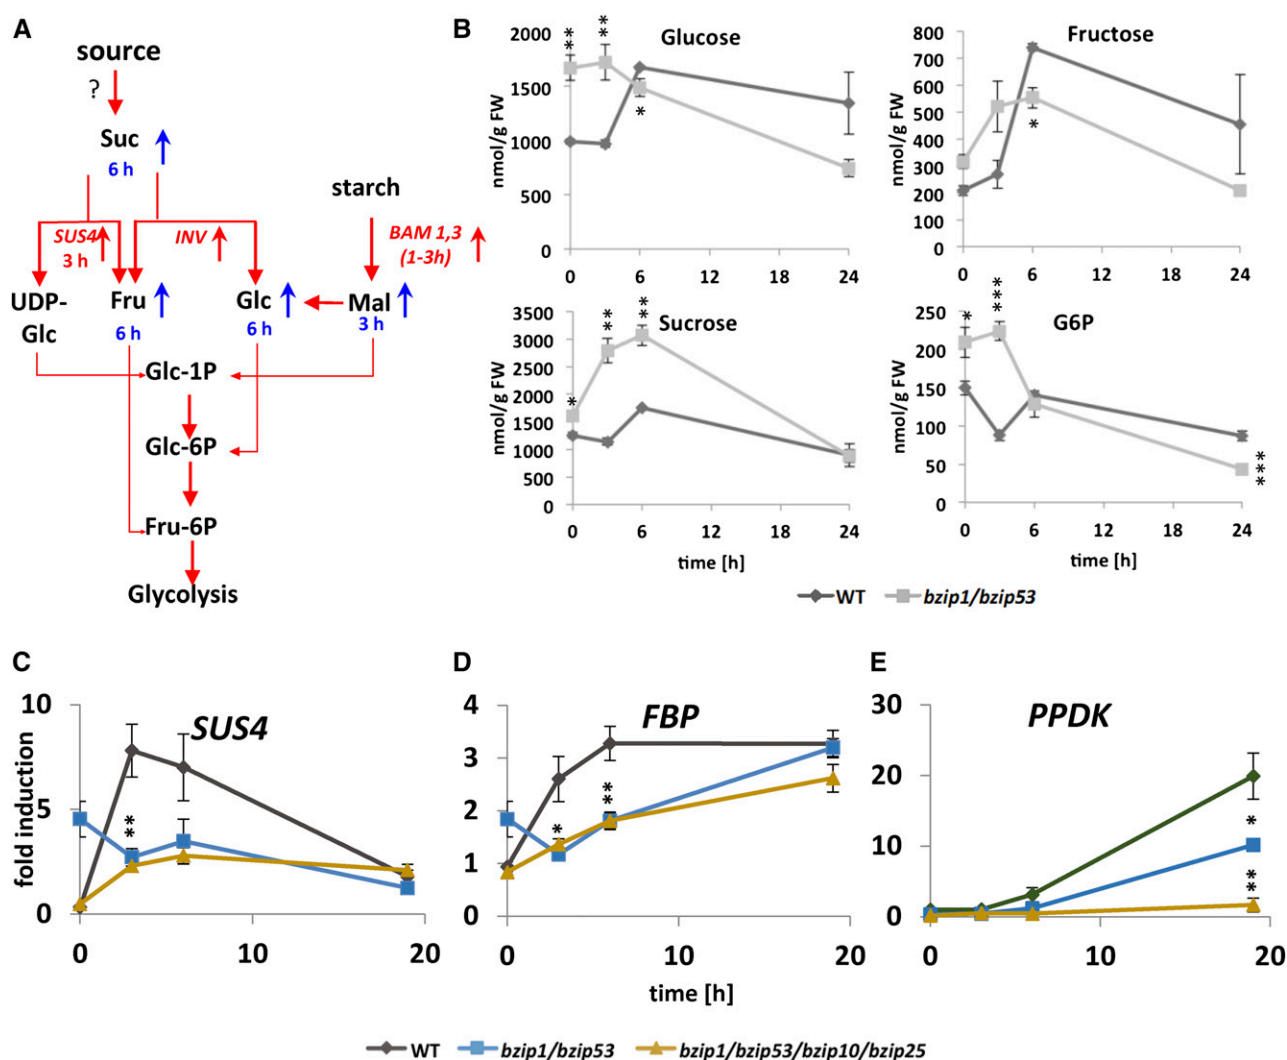 A
source
?
Suc
6 h
starch
SUS4
3 h
INV
BAM 1,3
(1-3h)
UDP-
Glc
Fru
6 h
Glc
6 h
Mal
3 h
Glc-1P
Glc-6P
Fru-6P
Glycolysis
B
Glucose
nmol/g FW
2000
1500
1000
500
0
0 6 12 18 24
**
**
*
Fructose
nmol/g FW
800
700
600
500
400
300
200
100
0
0 6 12 18 24
*
Sucrose
nmol/g FW
3500
3000
2500
2000
1500
1000
500
0
0 6 12 18 24
time [h]
*
**
**
G6P
nmol/g FW
250
200
150
100
50
0
0 6 12 18 24
time [h]
*
***
***
WT bzip1/bzip53
C
SUS4
fold induction
10
5
0
0 10 20
**
D
FBP
4
3
2
1
0
0 10 20
*
**
time [h]
E
PPDK
30
20
10
0
0 10 20
*
**
WT bzip1/bzip53 bzip1/bzip53/bzip10/bzip25